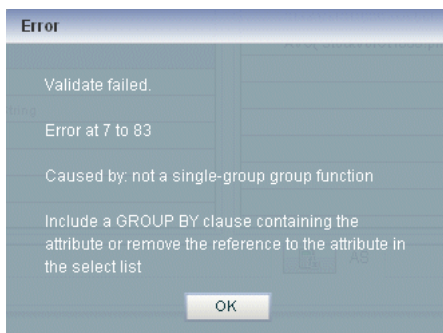 Error
Validate failed.
Error at 7 to 83
Caused by: not a single-group group function
Include a GROUP BY clause containing the
attribute or remove the reference to the attribute in
the select list
AS
OK